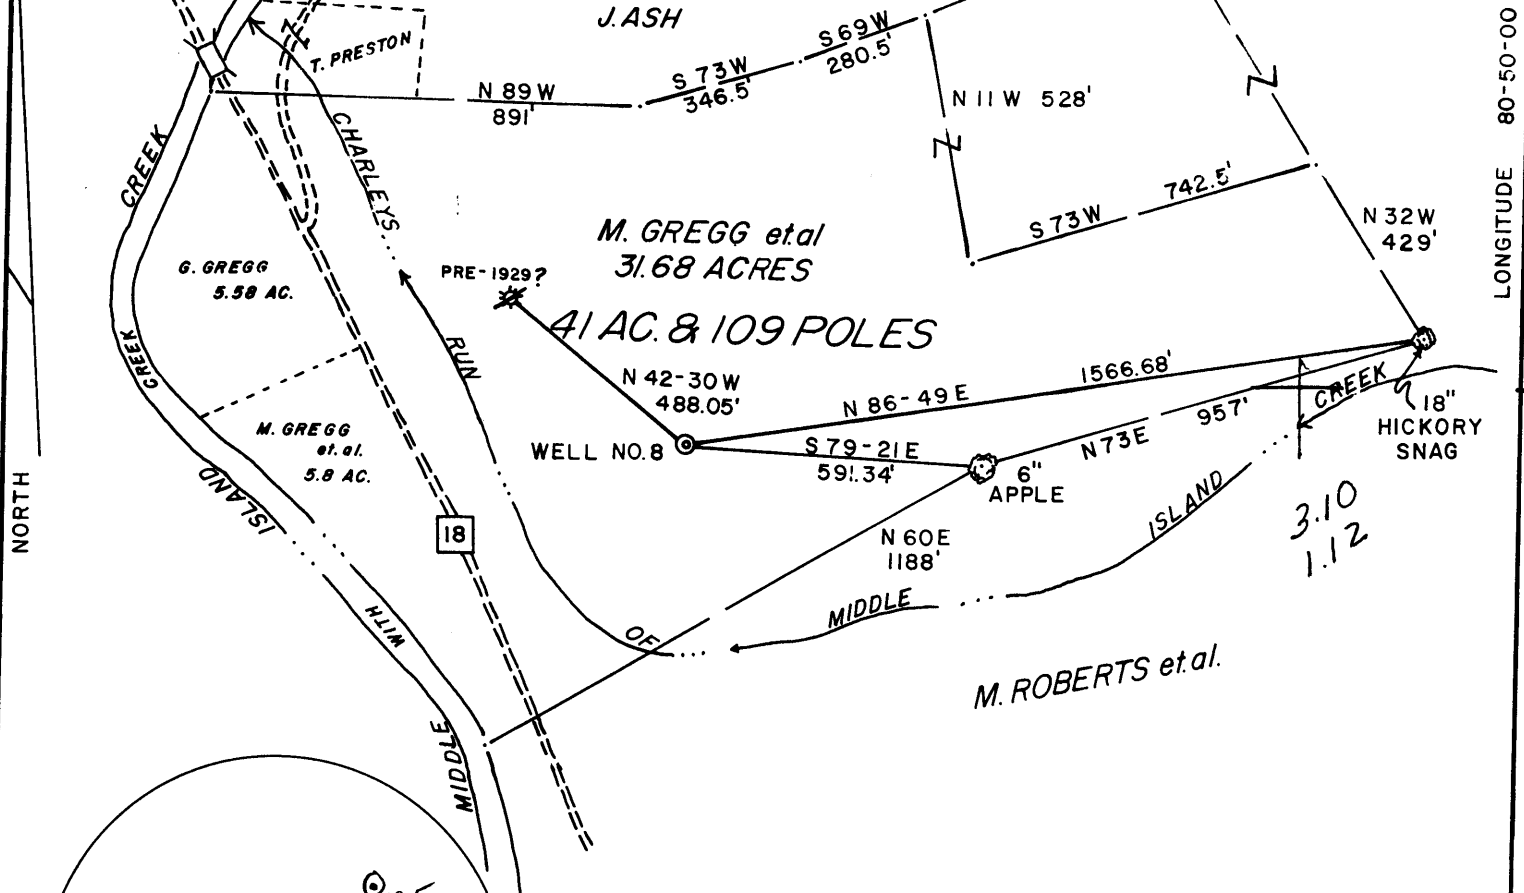 J. ASH
80-50-00
LONGITUDE
T. PRESTON
S 69 W
280.5'
S 73 W
346.5'
N 89 W
891'
N 11 W 528'
CREEK
CHARLEYS
742.5'
S 73 W
N 32 W
429'
M. GREGG et.al
31.68 ACRES
G. GREGG
5.58 AC.
PRE-1929?
41 AC. & 109 POLES
CREEK
RUN
N 42-30 W
488.05'
1566.68'
N 86-49 E
CREEK
957'
18"
HICKORY
SNAG
M. GREGG
et. al.
5.8 AC.
WELL NO. 8
S 79-21 E
591.34'
N 73 E
6"
APPLE
NORTH
ISLAND
18
ISLAND
3.10
1.12
N 60 E
1188'
WITH
OF
MIDDLE
M. ROBERTS et.al.
MIDDLE